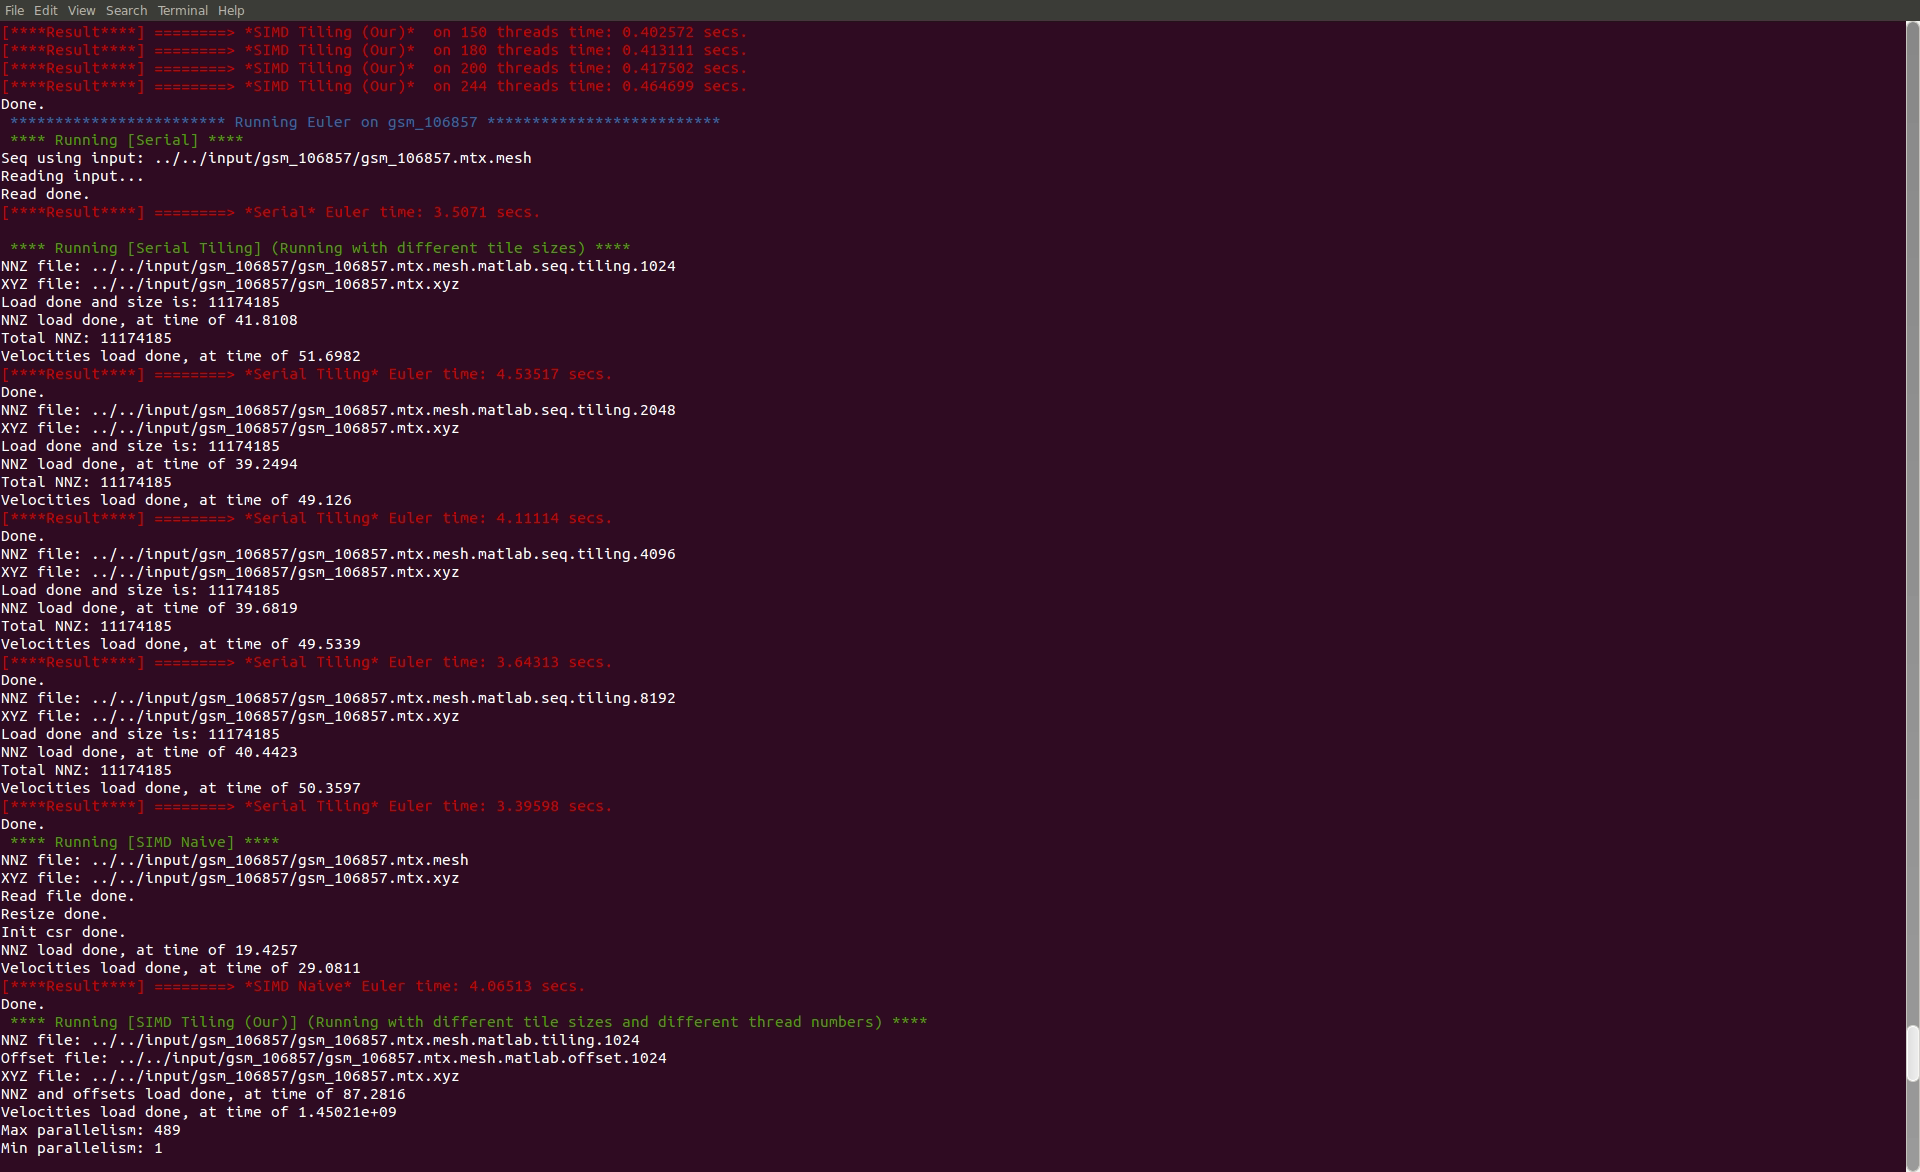 File Edit View Search Terminal Help
[****Result****] ========> *SIMD Tiling (Our)*  on 150 threads time: 0.402572 secs.
[****Result****] ========> *SIMD Tiling (Our)*  on 180 threads time: 0.413111 secs.
[****Result****] ========> *SIMD Tiling (Our)*  on 200 threads time: 0.417502 secs.
[****Result****] ========> *SIMD Tiling (Our)*  on 244 threads time: 0.464699 secs.
Done.
************************ Running Euler on gsm_106857 **************************
**** Running [Serial] ****
Seq using input: ../../input/gsm_106857/gsm_106857.mtx.mesh
Reading input...
Read done.
[****Result****] ========> *Serial* Euler time: 3.5071 secs.
**** Running [Serial Tiling] (Running with different tile sizes) ****
NNZ file: ../../input/gsm_106857/gsm_106857.mtx.mesh.matlab.seq.tiling.1024
XYZ file: ../../input/gsm_106857/gsm_106857.mtx.xyz
Load done and size is: 11174185
NNZ load done, at time of 41.8108
Total NNZ: 11174185
Velocities load done, at time of 51.6982
[****Result****] ========> *Serial Tiling* Euler time: 4.53517 secs.
Done.
NNZ file: ../../input/gsm_106857/gsm_106857.mtx.mesh.matlab.seq.tiling.2048
XYZ file: ../../input/gsm_106857/gsm_106857.mtx.xyz
Load done and size is: 11174185
NNZ load done, at time of 39.2494
Total NNZ: 11174185
Velocities load done, at time of 49.126
[****Result****] ========> *Serial Tiling* Euler time: 4.11114 secs.
Done.
NNZ file: ../../input/gsm_106857/gsm_106857.mtx.mesh.matlab.seq.tiling.4096
XYZ file: ../../input/gsm_106857/gsm_106857.mtx.xyz
Load done and size is: 11174185
NNZ load done, at time of 39.6819
Total NNZ: 11174185
Velocities load done, at time of 49.5339
[****Result****] ========> *Serial Tiling* Euler time: 3.64313 secs.
Done.
NNZ file: ../../input/gsm_106857/gsm_106857.mtx.mesh.matlab.seq.tiling.8192
XYZ file: ../../input/gsm_106857/gsm_106857.mtx.xyz
Load done and size is: 11174185
NNZ load done, at time of 40.4423
Total NNZ: 11174185
Velocities load done, at time of 50.3597
[****Result****] ========> *Serial Tiling* Euler time: 3.39598 secs.
Done.
**** Running [SIMD Naive] ****
NNZ file: ../../input/gsm_106857/gsm_106857.mtx.mesh
XYZ file: ../../input/gsm_106857/gsm_106857.mtx.xyz
Read file done.
Resize done.
Init csr done.
NNZ load done, at time of 19.4257
Velocities load done, at time of 29.0811
[****Result****] ========> *SIMD Naive* Euler time: 4.06513 secs.
Done.
**** Running [SIMD Tiling (Our)] (Running with different tile sizes and different thread numbers) ****
NNZ file: ../../input/gsm_106857/gsm_106857.mtx.mesh.matlab.tiling.1024
Offset file: ../../input/gsm_106857/gsm_106857.mtx.mesh.matlab.offset.1024
XYZ file: ../../input/gsm_106857/gsm_106857.mtx.xyz
NNZ and offsets load done, at time of 87.2816
Velocities load done, at time of 1.45021e+09
Max parallelism: 489
Min parallelism: 1